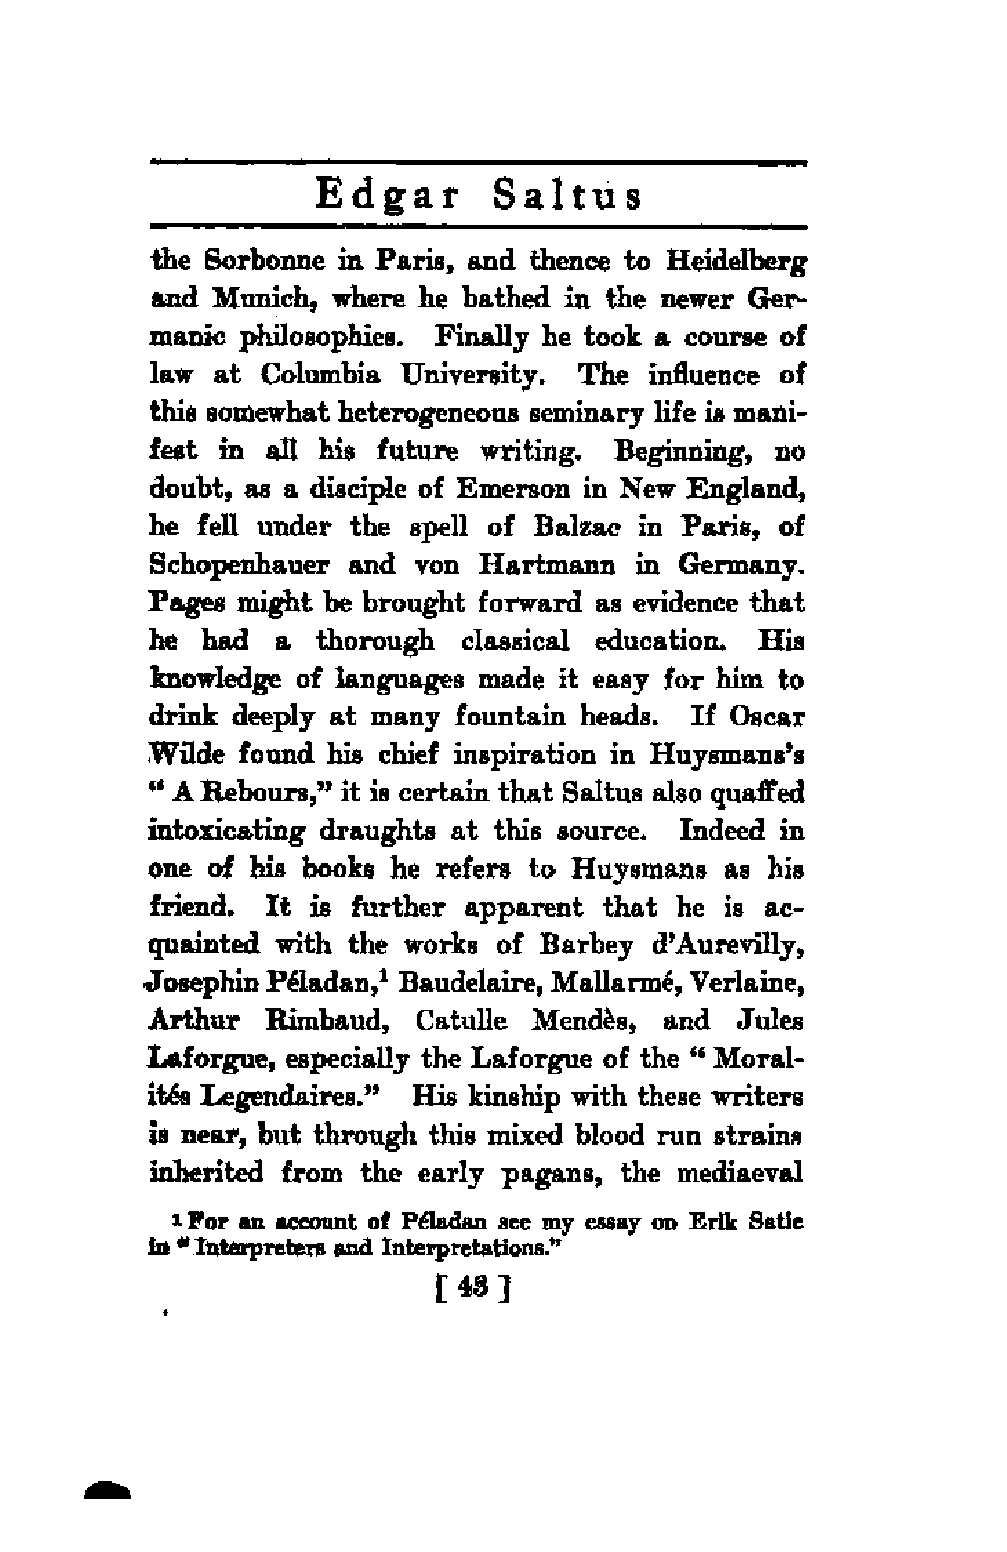 Edgar Saltus
the Sorbonne in Paris, and thence to Heidelberg
and Munich, where he bathed in the newer Ger-
manic philosophies. Finally he took a course of
law at Columbia University. The influence of
this somewhat heterogeneous seminary life is mani-
fest in all his future writing. Beginning, no
doubt, as a disciple of Emerson in New England,
he fell under the spell of Balzac in Paris, of
Schopenhauer and von Hartmann in Germany.
Pages might be brought forward as evidence that
he had a thorough classical education. His
knowledge of languages made it easy for him to
drink deeply at many fountain heads. If Oscar
Wilde found his chief inspiration in Huysmans's
“ A Rebours,” it is certain that Saltus also quaffed
intoxicating draughts at this source. Indeed in
one of his books he refers to Huysmans as his
friend. It is further apparent that he is ac-
quainted with the works of Barbey d'Aurevilly,
Josephin Péladan,¹ Baudelaire, Mallarmé, Verlaine,
Arthur Rimbaud, Catulle Mendès, and Jules
Laforgue, especially the Laforgue of the “ Moral-
ités Legendaires.” His kinship with these writers
is near, but through this mixed blood run strains
inherited from the early pagans, the mediaeval
¹ For an account of Péladan see my essay on Erik Satie
in “ Interpreters and Interpretations.”
[ 43 ]